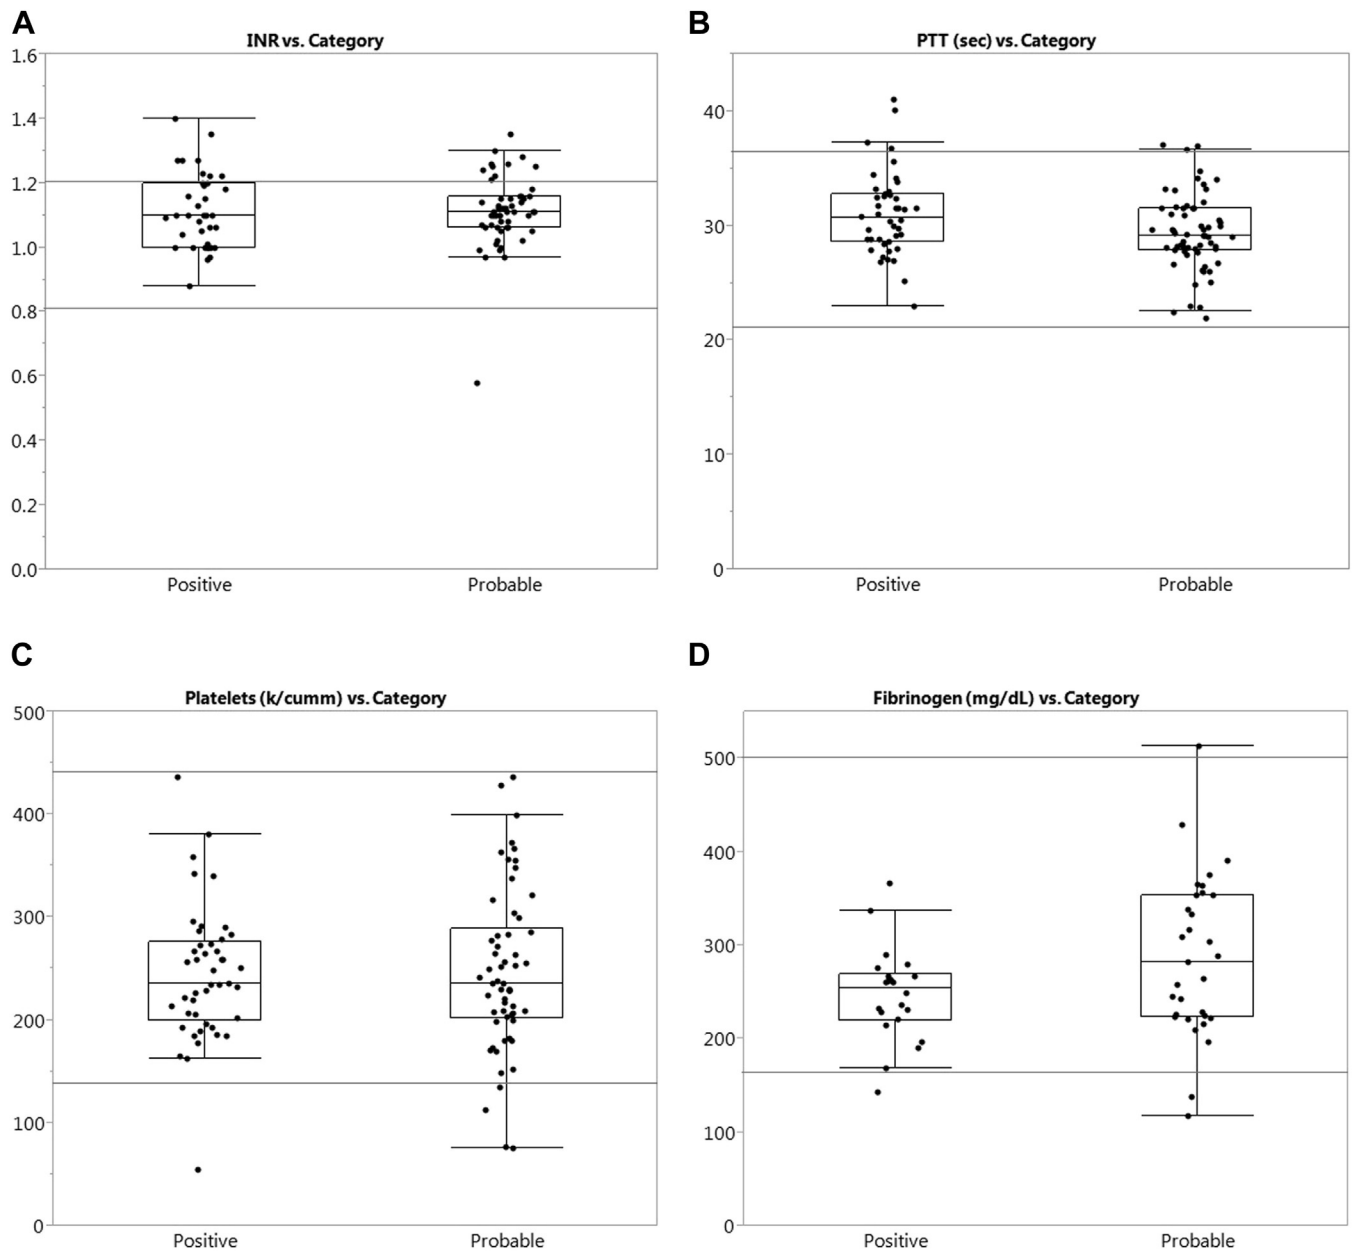 A
INR vs. Category
1.6
1.4
1.2
1.0
0.8
0.6
0.4
0.2
0.0
Positive Probable
B
PTT (sec) vs. Category
40
30
20
10
0
Positive Probable
C
Platelets (k/cumm) vs. Category
500
400
300
200
100
0
Positive Probable
D
Fibrinogen (mg/dL) vs. Category
500
400
300
200
100
0
Positive Probable